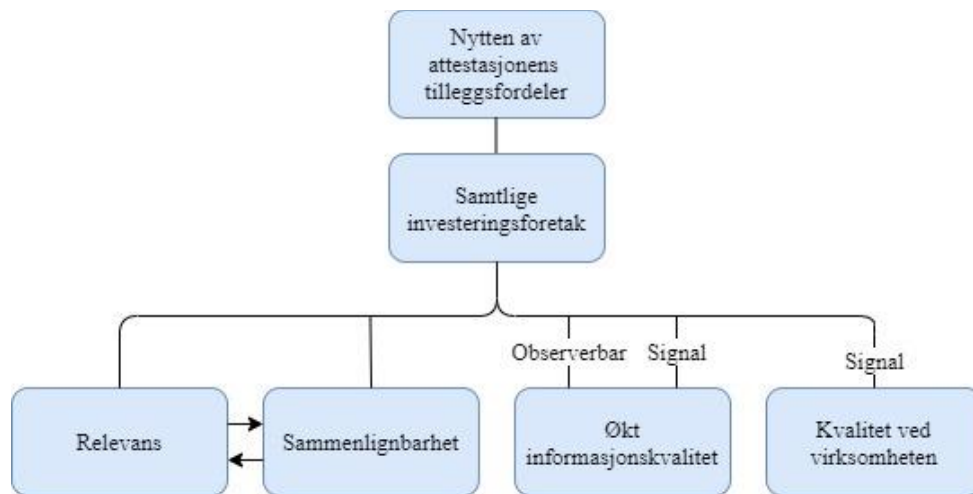 Nytten av
attestasjonens
tilleggsfordeler
Samtlige
investeringsforetak
Observerbar
Signal
Signal
Relevans
Sammenlignbarhet
Økt
informasjonskvalitet
Kvalitet ved
virksomheten